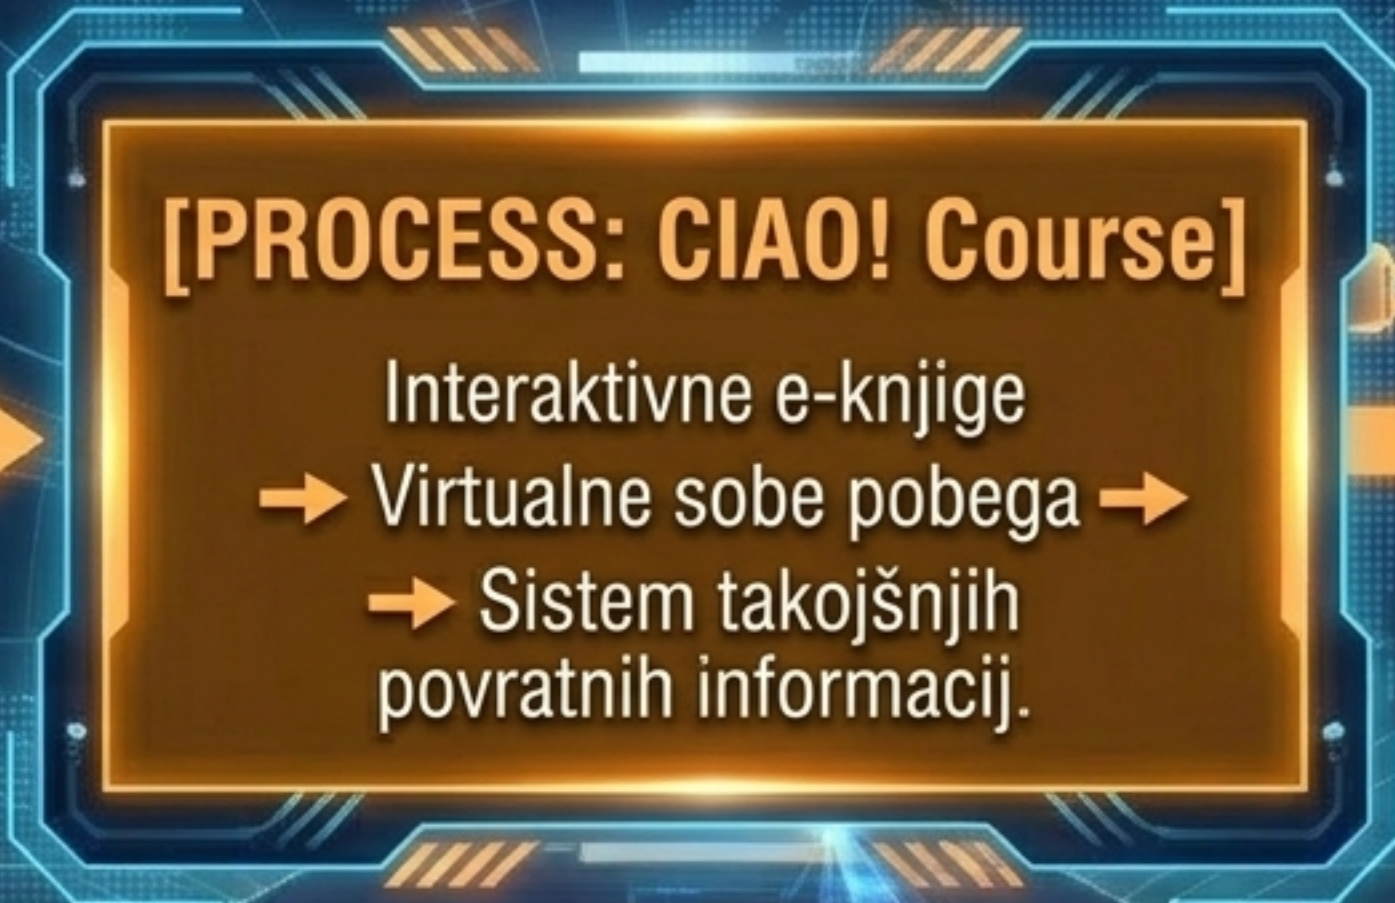 [PROCESS: CIAO! Course]
Interaktivne e-knjige
→ Virtualne sobe pobega →
→ Sistem takojšnjih
povratnih informacij.